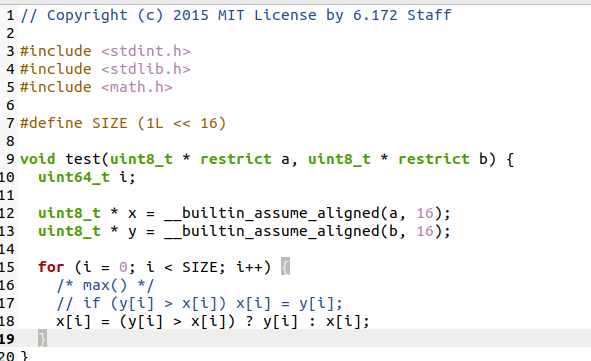 1 // Copyright (c) 2015 MIT License by 6.172 Staff
2
3 #include <stdint.h>
4 #include <stdlib.h>
5 #include <math.h>
6
7 #define SIZE (1L << 16)
8
9 void test(uint8_t * restrict a, uint8_t * restrict b) {
10   uint64_t i;
11
12   uint8_t * x = __builtin_assume_aligned(a, 16);
13   uint8_t * y = __builtin_assume_aligned(b, 16);
14
15   for (i = 0; i < SIZE; i++) {
16     /* max() */
17     // if (y[i] > x[i]) x[i] = y[i];
18     x[i] = (y[i] > x[i]) ? y[i] : x[i];
19   }
20 }